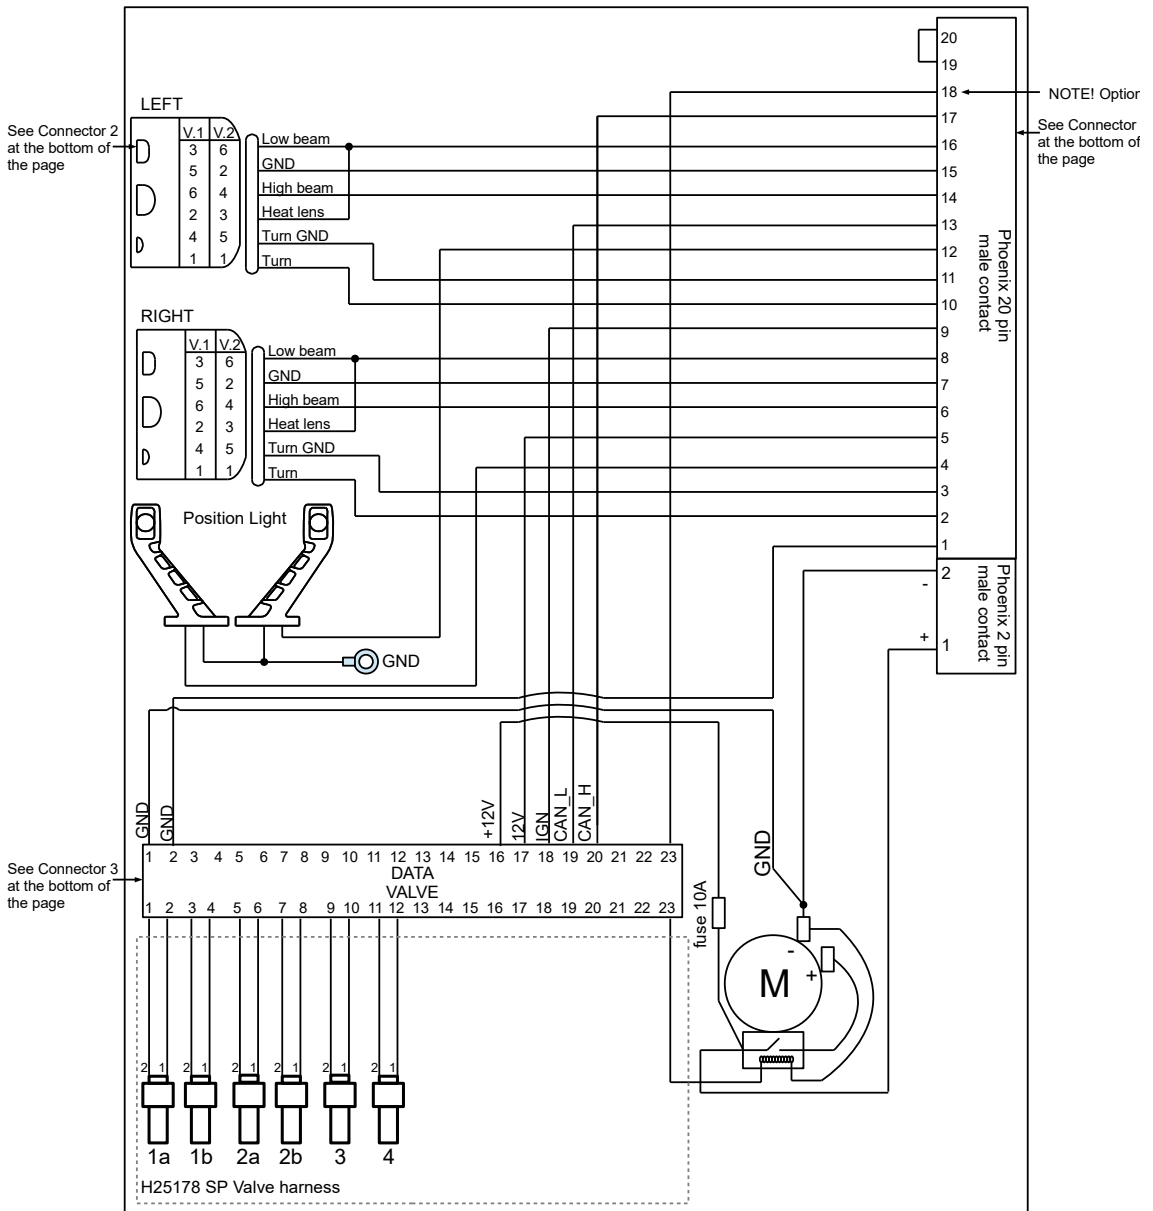 20
19
18
NOTE! Optior
17
16
15
14
13
12
11
10
9
8
7
6
5
4
3
2
1
Phoenix 20 pin
male contact
See Connector
at the bottom of
the page
2
-
+
1
Phoenix 2 pin
male contact
LEFT
See Connector 2
at the bottom of
the page
V.1 V.2
3 6
5 2
6 4
2 3
4 5
1 1
Low beam
GND
High beam
Heat lens
Turn GND
Turn
RIGHT
V.1 V.2
3 6
5 2
6 4
2 3
4 5
1 1
Low beam
GND
High beam
Heat lens
Turn GND
Turn
Position Light
GND
GND
GND
+12V
12V
IGN
CAN_L
CAN_H
See Connector 3
at the bottom of
the page
1 2 3 4 5 6 7 8 9 10 11 12 13 14 15 16 17 18 19 20 21 22 23
DATA
VALVE
1 2 3 4 5 6 7 8 9 10 11 12 13 14 15 16 17 18 19 20 21 22 23
GND
fuse 10A
-
+
M
2 1 2 1 2 1 2 1 2 1 2 1
1a 1b 2a 2b 3 4
H25178 SP Valve harness